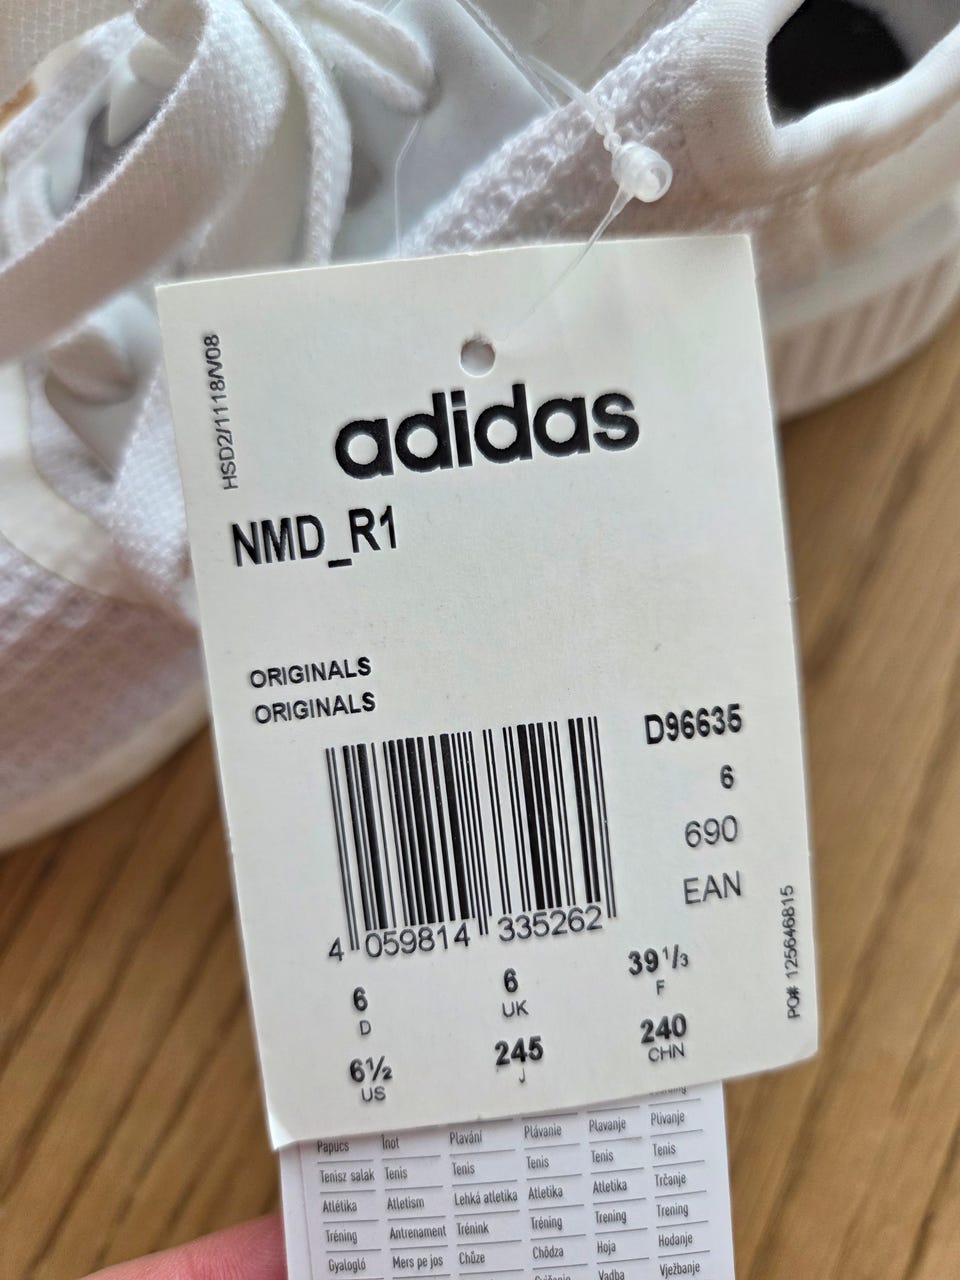 HSD2/1118/V08
adidas
NMD_R1
ORIGINALS
ORIGINALS
D96635
6
690
EAN
4 059814 335262
PO# 125646815
6 6 39 1/3
D UK F
6½ 245 240
US J CHN
Papucs Înot Plavání Plávanie Plavanje Plivanje
Tenisz salak Tenis Tenis Tenis Tenis Tenis
Atlétika Atletism Lehká atletika Atletika Atletika Trčanje
Tréning Antrenament Trénink Tréning Trening Trening
Gyalogló Mers pe jos Chůze Chôdza Hoja Hodanje
Vadba Vježbanje